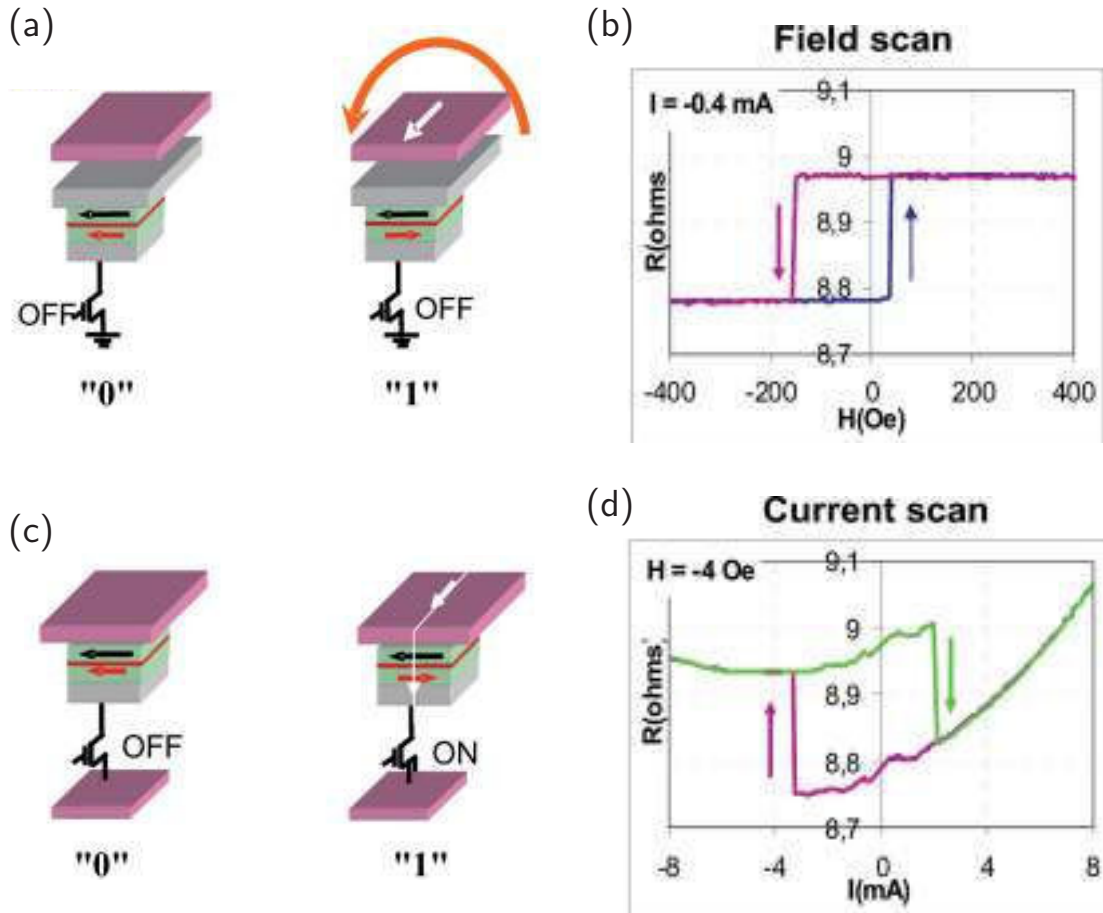 (a)
OFF
"0"
OFF
"1"
(b)
Field scan
I = -0.4 mA
9,1
9
8,9
8,8
8,7
R(ohms
-400 -200 0 200 400
H(Oe)
(c)
OFF
"0"
ON
"1"
(d)
Current scan
H = -4 Oe
9,1
9
8,9
8,8
8,7
R(ohms
-8 -4 0 4 8
I(mA)